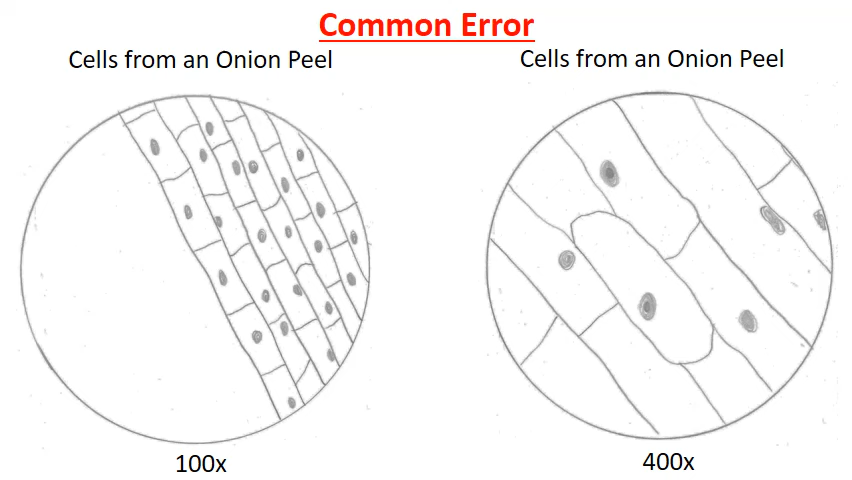 Common Error
Cells from an Onion Peel
Cells from an Onion Peel
100x
400x